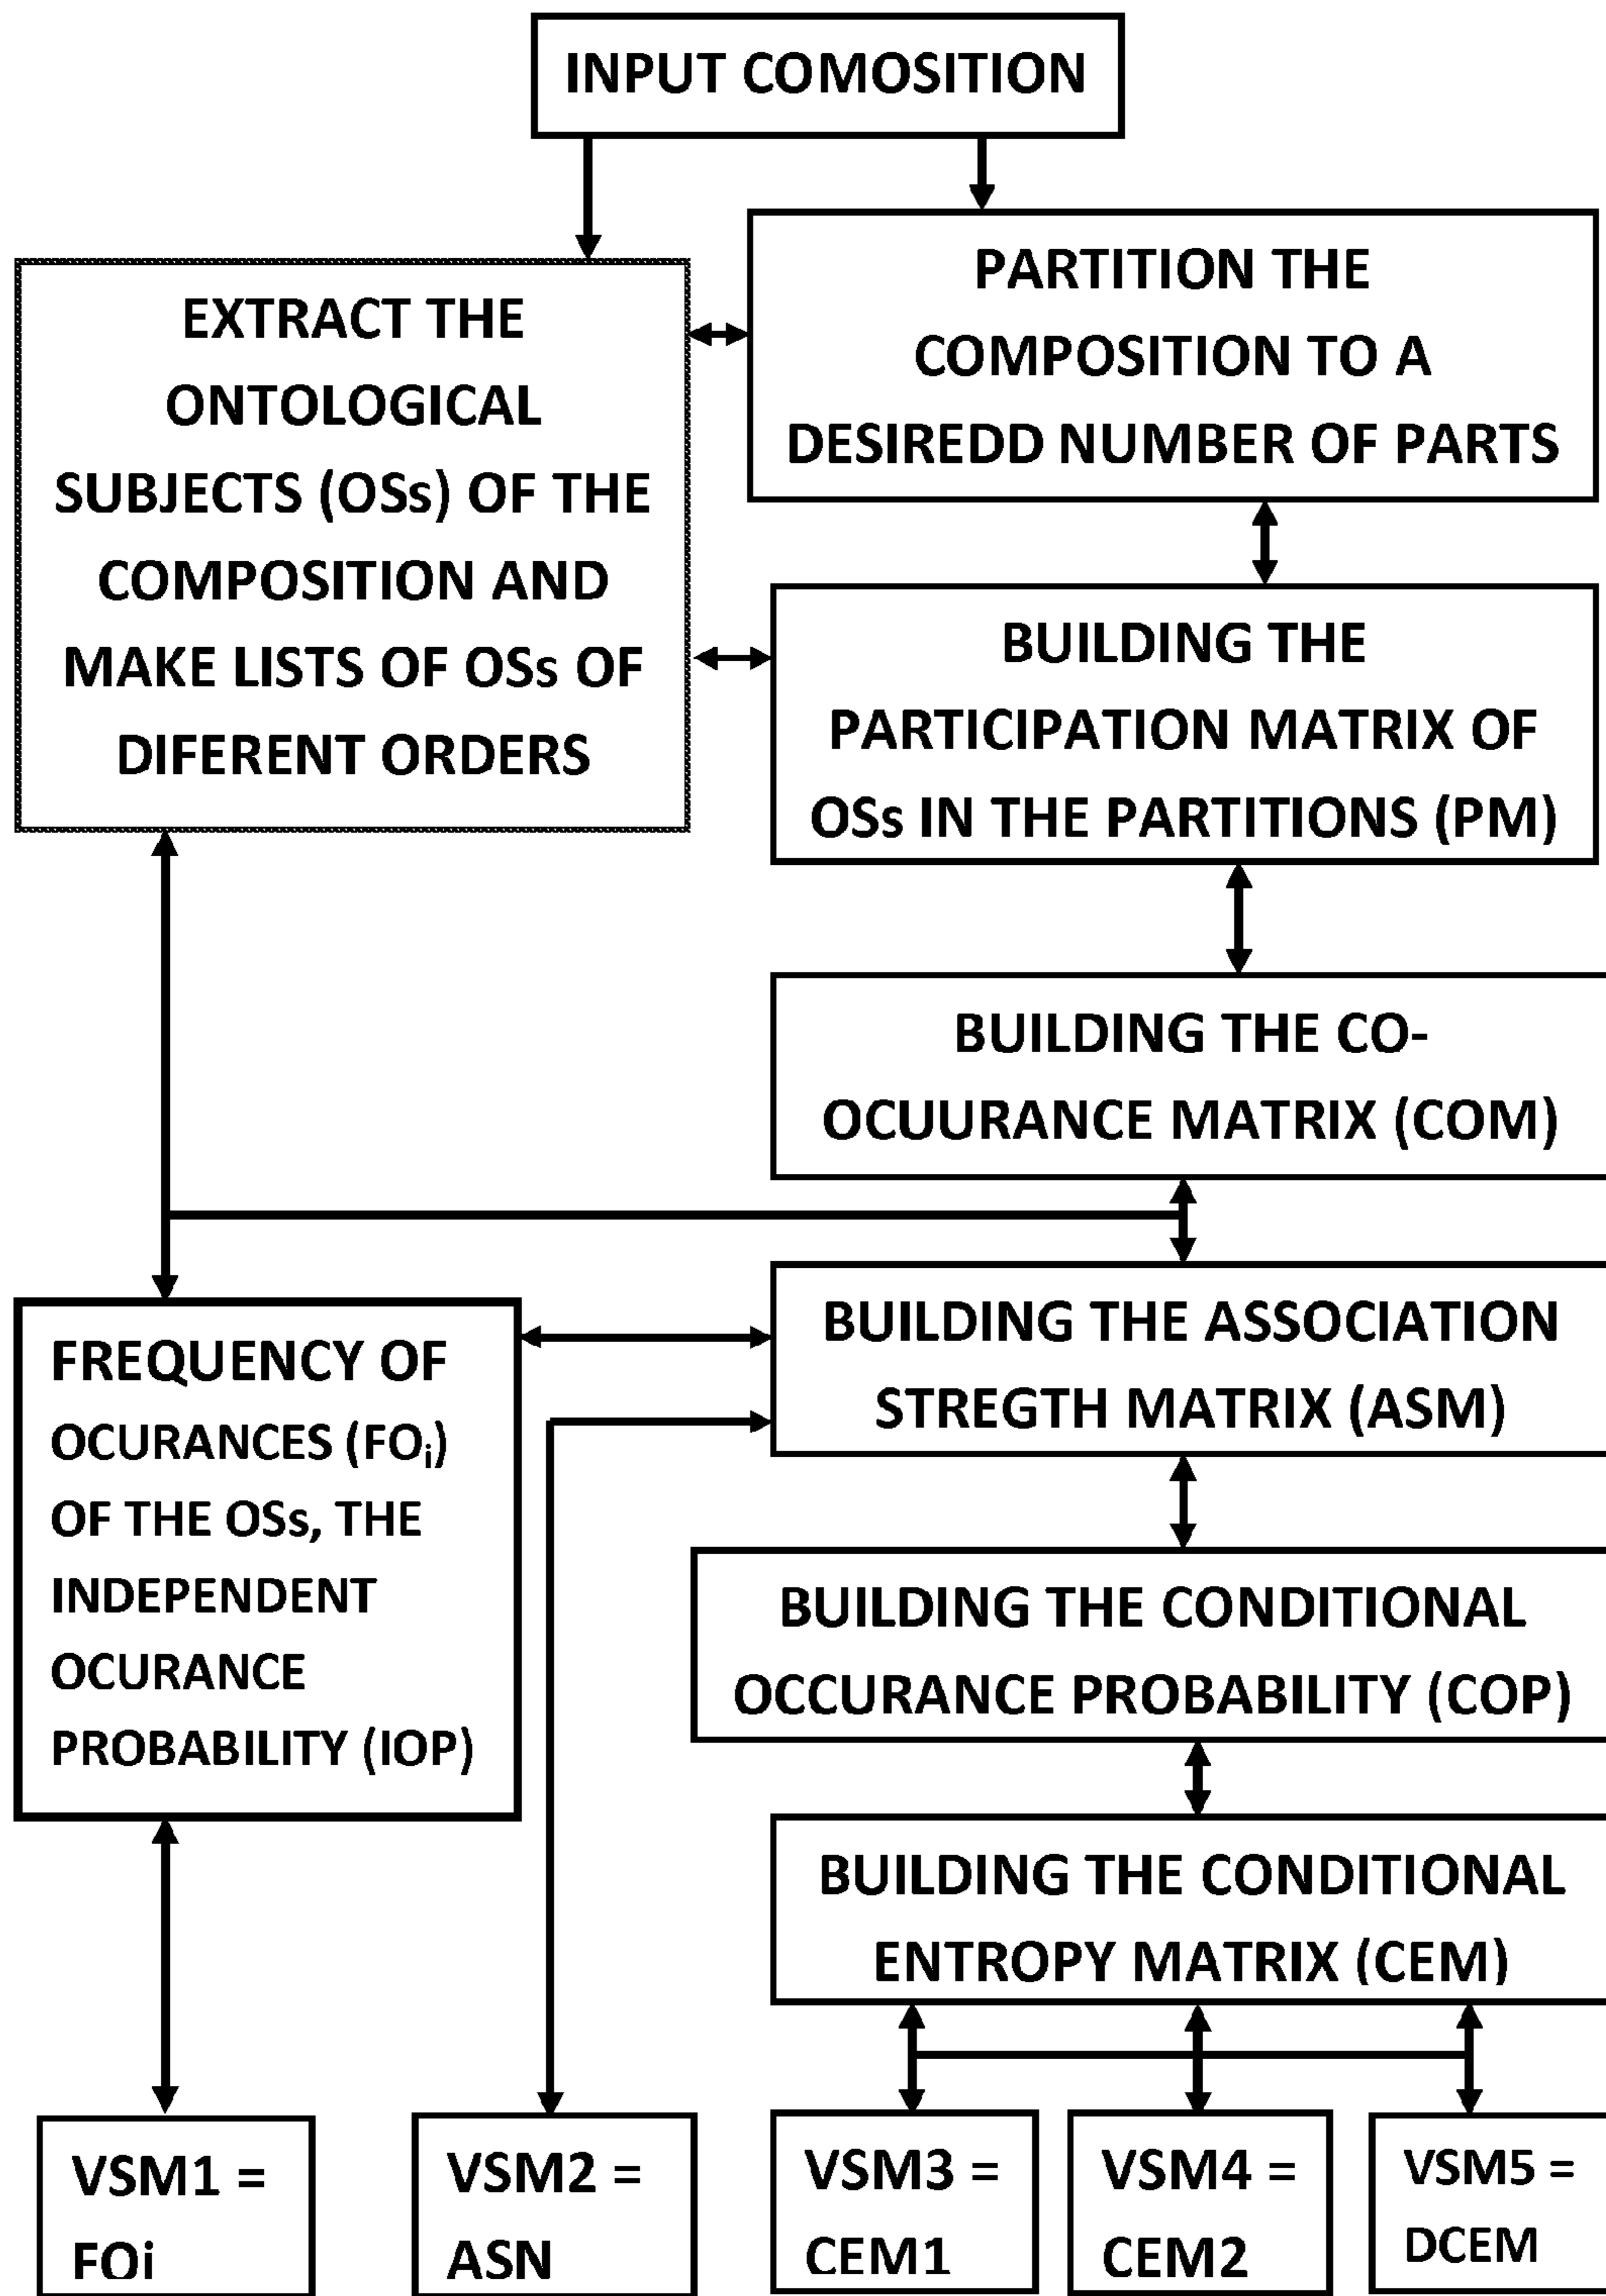 INPUT COMOSITION
PARTITION THE
COMPOSITION TO A
DESIREDD NUMBER OF PARTS
EXTRACT THE
ONTOLOGICAL
SUBJECTS (OSs) OF THE
COMPOSITION AND
MAKE LISTS OF OSs OF
DIFERENT ORDERS
BUILDING THE
PARTICIPATION MATRIX OF
OSs IN THE PARTITIONS (PM)
BUILDING THE CO-
OCUURANCE MATRIX (COM)
BUILDING THE ASSOCIATION
STREGTH MATRIX (ASM)
FREQUENCY OF
OCURANCES (FOi)
OF THE OSs, THE
INDEPENDENT
OCURANCE
PROBABILITY (IOP)
BUILDING THE CONDITIONAL
OCCURANCE PROBABILITY (COP)
BUILDING THE CONDITIONAL
ENTROPY MATRIX (CEM)
VSM1 =
FOi
VSM2 =
ASN
VSM3 =
CEM1
VSM4 =
CEM2
VSM5 =
DCEM